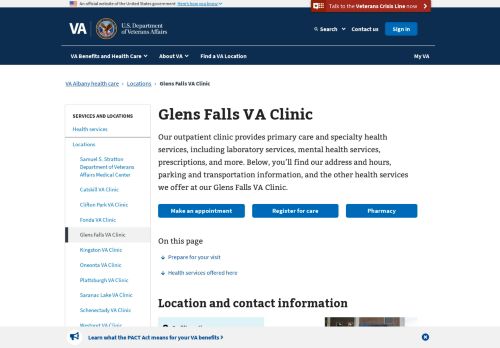 An official website of the United States government Here's how you know
Talk to the Veterans Crisis Line now
VA
U.S. Department
of Veterans Affairs
Search
Contact us
Sign in
VA Benefits and Health Care
About VA
Find a VA Location
My VA
VA Albany health care › Locations › Glens Falls VA Clinic
SERVICES AND LOCATIONS
Health services
Locations
Samuel S. Stratton
Department of Veterans
Affairs Medical Center
Catskill VA Clinic
Clifton Park VA Clinic
Fonda VA Clinic
Glens Falls VA Clinic
Kingston VA Clinic
Oneonta VA Clinic
Plattsburgh VA Clinic
Saranac Lake VA Clinic
Schenectady VA Clinic
Westport VA Clinic
Glens Falls VA Clinic
Our outpatient clinic provides primary care and specialty health
services, including laboratory services, mental health services,
prescriptions, and more. Below, you'll find our address and hours,
parking and transportation information, and the other health services
we offer at our Glens Falls VA Clinic.
Make an appointment
Register for care
Pharmacy
On this page
Prepare for your visit
Health services offered here
Location and contact information
Learn what the PACT Act means for your VA benefits